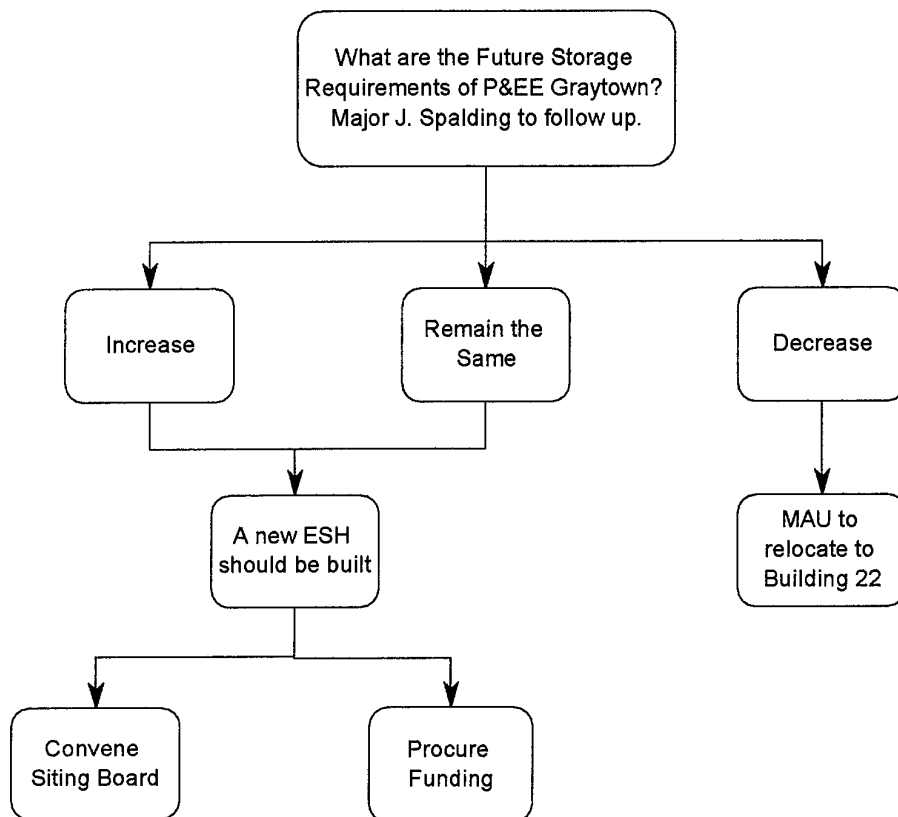 What are the Future Storage
Requirements of P&EE Graytown?
Major J. Spalding to follow up.
Increase
Remain the
Same
Decrease
A new ESH
should be built
MAU to
relocate to
Building 22
Convene
Siting Board
Procure
Funding